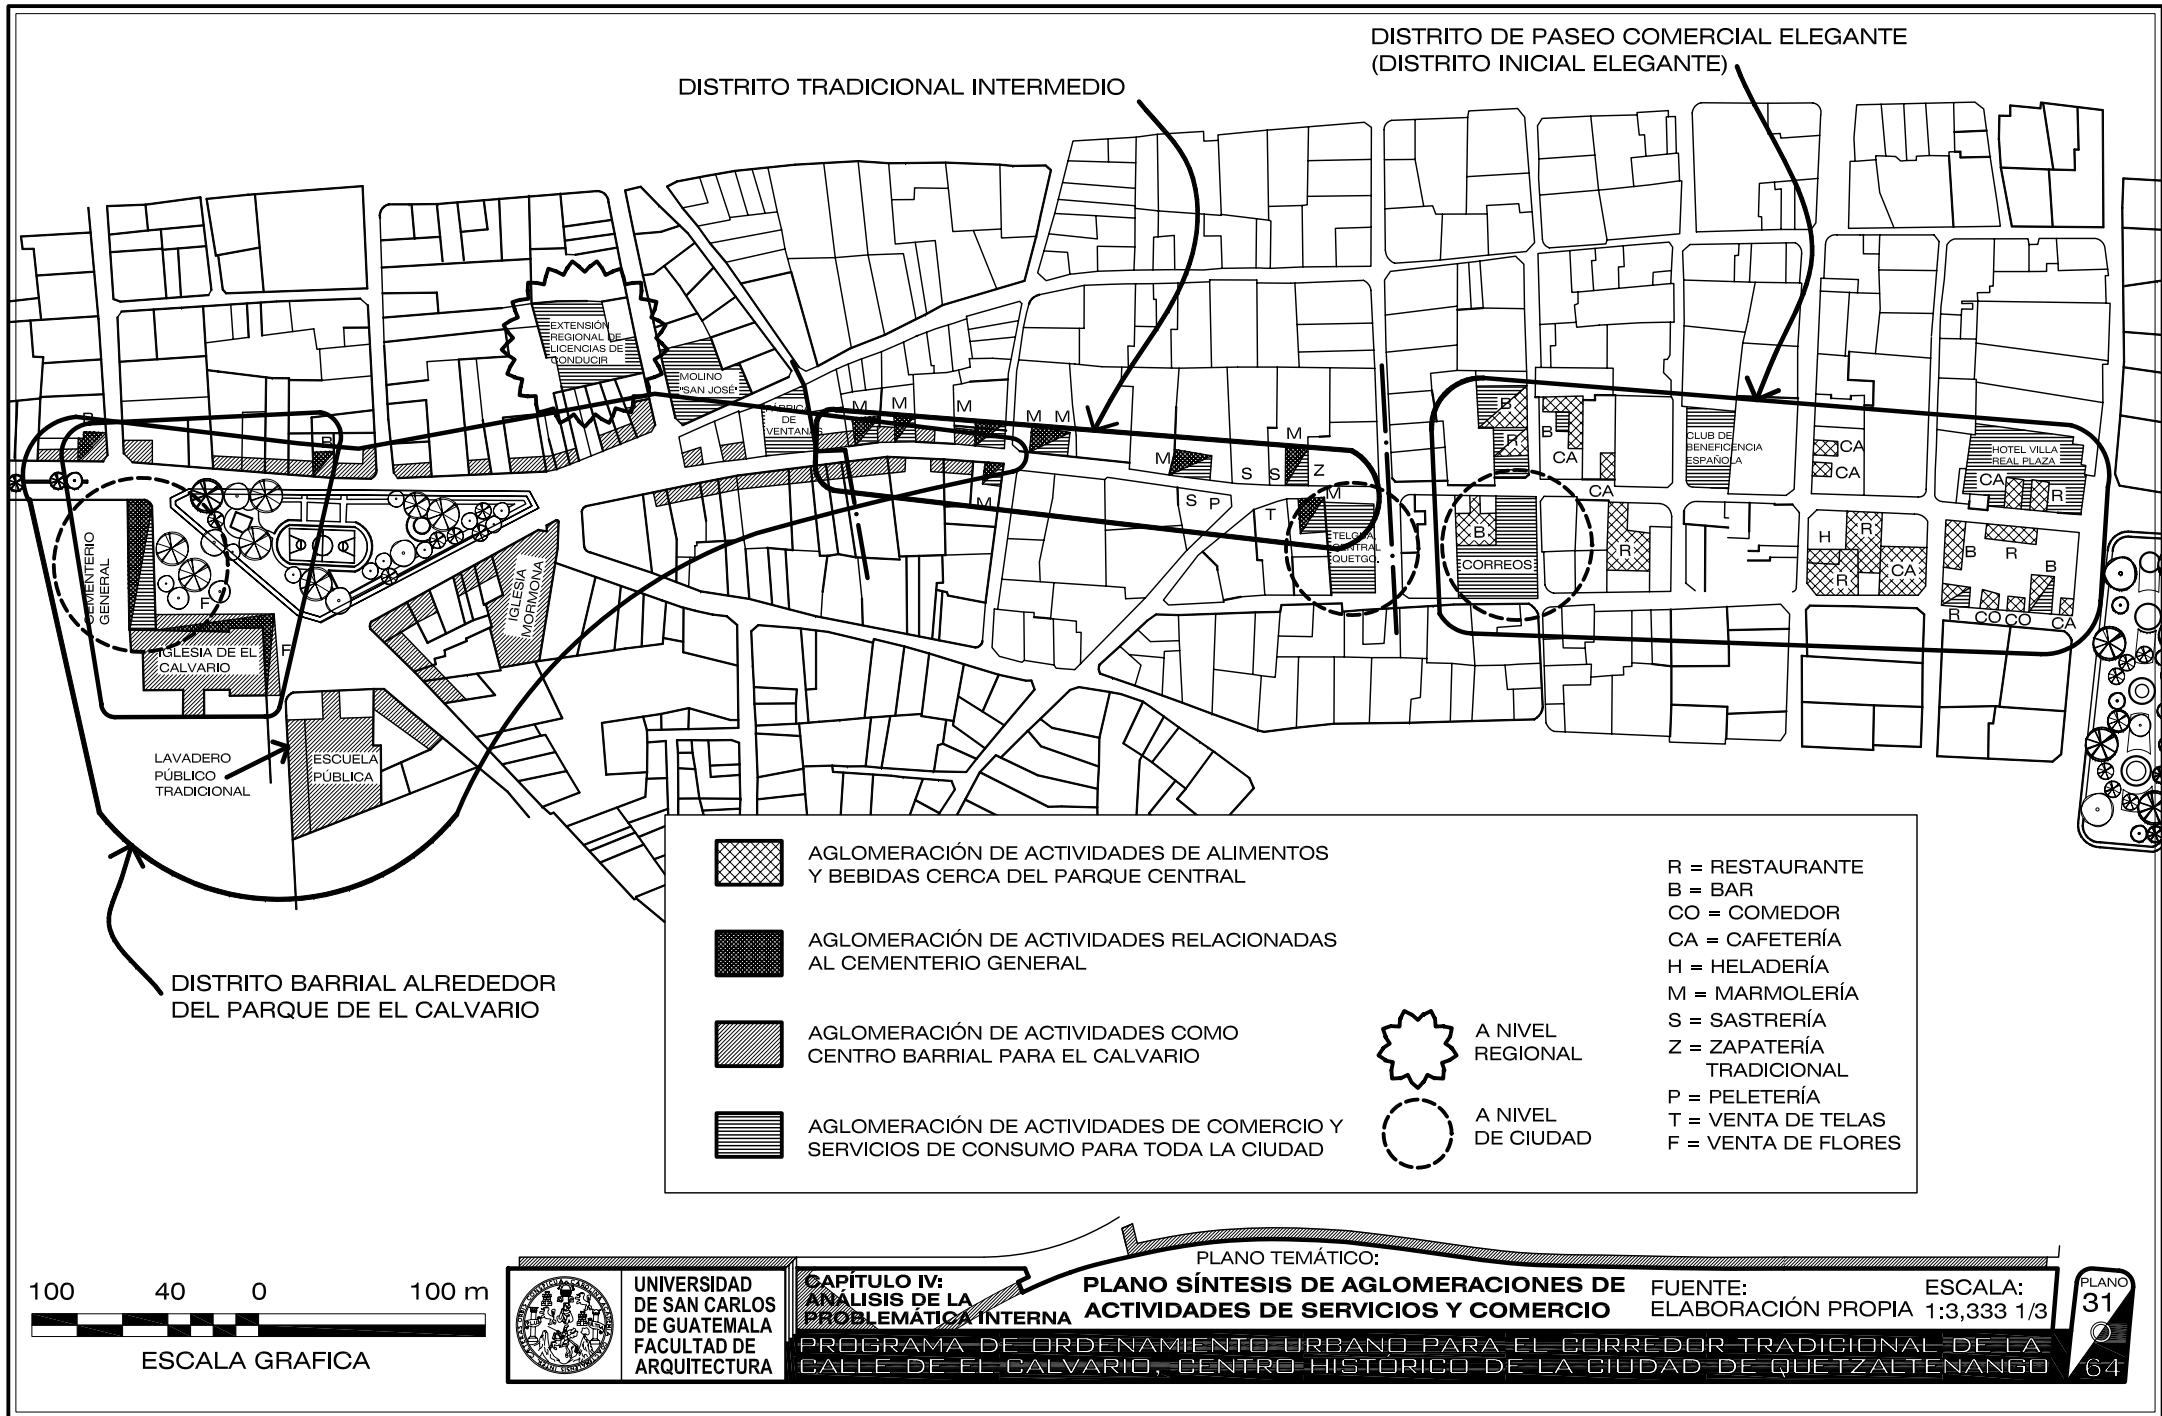 DISTRITO DE PASEO COMERCIAL ELEGANTE
(DISTRITO INICIAL ELEGANTE)
DISTRITO TRADICIONAL INTERMEDIO
EXTENSIÓN
REGIONAL DE
LICENCIAS DE
CONDUCIR
MOLINO
"SAN JOSÉ"
FÁBRICA
DE
VENTANAS
M
M
M
M M
M
M
S S
Z
M
S P
T
M
TELGUA
CENTRAL
QUETGO.
B
R
B
CA
CA
B
CORREOS
R
CLUB DE
BENEFICENCIA
ESPAÑOLA
CA
CA
HOTEL VILLA
REAL PLAZA
CA
R
H
R
R
CA
B
R
B
R
CO CO
CA
B
CEMENTERIO
GENERAL
F
F
IGLESIA DE EL
CALVARIO
IGLESIA
MORMONA
LAVADERO
PÚBLICO
TRADICIONAL
ESCUELA
PÚBLICA
DISTRITO BARRIAL ALREDEDOR
DEL PARQUE DE EL CALVARIO
AGLOMERACIÓN DE ACTIVIDADES DE ALIMENTOS
Y BEBIDAS CERCA DEL PARQUE CENTRAL
AGLOMERACIÓN DE ACTIVIDADES RELACIONADAS
AL CEMENTERIO GENERAL
AGLOMERACIÓN DE ACTIVIDADES COMO
CENTRO BARRIAL PARA EL CALVARIO
AGLOMERACIÓN DE ACTIVIDADES DE COMERCIO Y
SERVICIOS DE CONSUMO PARA TODA LA CIUDAD
A NIVEL
REGIONAL
A NIVEL
DE CIUDAD
R = RESTAURANTE
B = BAR
CO = COMEDOR
CA = CAFETERÍA
H = HELADERÍA
M = MARMOLERÍA
S = SASTRERÍA
Z = ZAPATERÍA
TRADICIONAL
P = PELETERÍA
T = VENTA DE TELAS
F = VENTA DE FLORES
100 40 0 100 m
ESCALA GRAFICA
UNIVERSIDAD
DE SAN CARLOS
DE GUATEMALA
FACULTAD DE
ARQUITECTURA
CAPÍTULO IV:
ANÁLISIS DE LA
PROBLEMÁTICA INTERNA
PLANO TEMÁTICO:
PLANO SÍNTESIS DE AGLOMERACIONES DE
ACTIVIDADES DE SERVICIOS Y COMERCIO
FUENTE:
ELABORACIÓN PROPIA
ESCALA:
1:3,333 1/3
PLANO
31
64
PROGRAMA DE ORDENAMIENTO URBANO PARA EL CORREDOR TRADICIONAL DE LA
CALLE DE EL CALVARIO, CENTRO HISTÓRICO DE LA CIUDAD DE QUETZALTENANGO